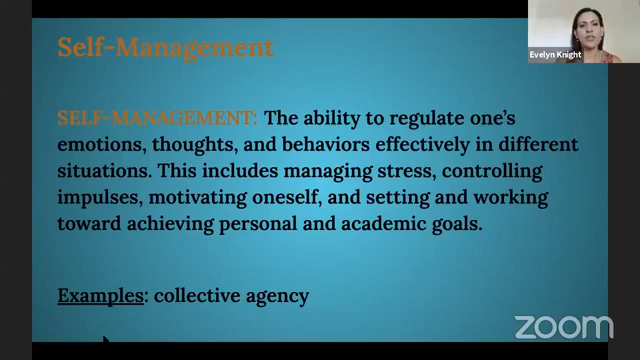 Self-Management
Evelyn Knight
SELF-MANAGEMENT: The ability to regulate one's
emotions, thoughts, and behaviors effectively in different
situations. This includes managing stress, controlling
impulses, motivating oneself, and setting and working
toward achieving personal and academic goals.
Examples: collective agency
zoom